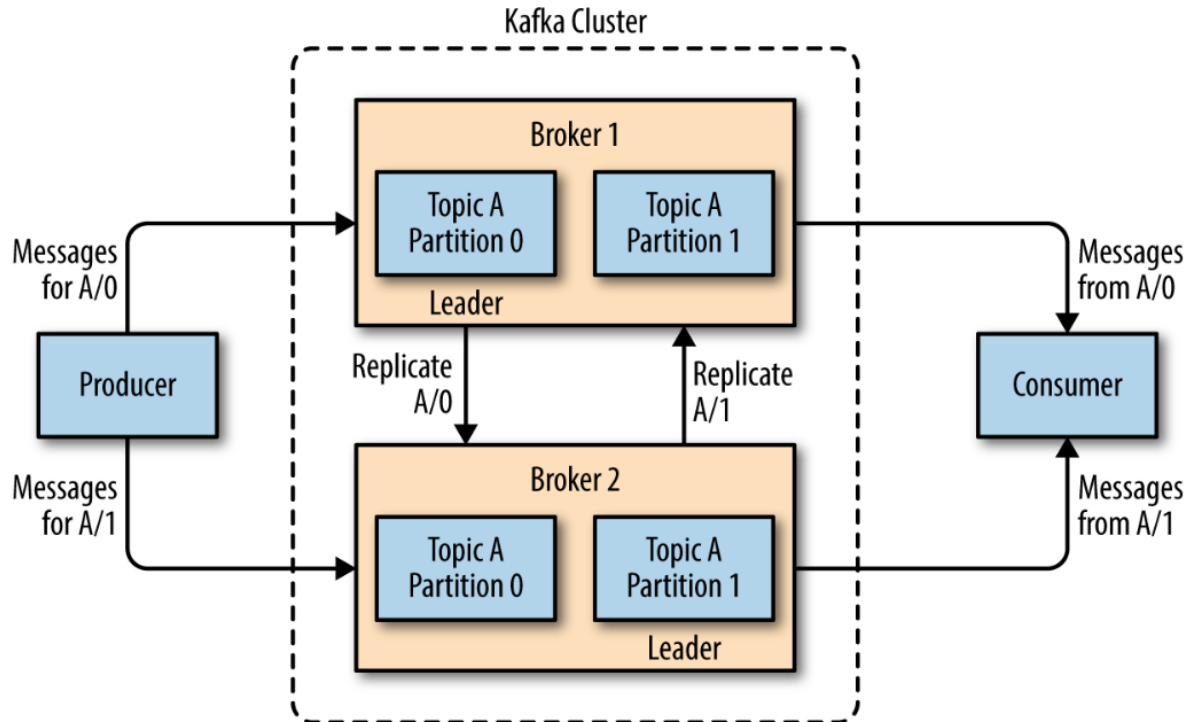 Kafka Cluster
Broker 1
Topic A
Partition 0
Topic A
Partition 1
Leader
Messages
for A/0
Messages
from A/0
Producer
Replicate
A/0
Replicate
A/1
Consumer
Broker 2
Messages
for A/1
Topic A
Partition 0
Topic A
Partition 1
Leader
Messages
from A/1